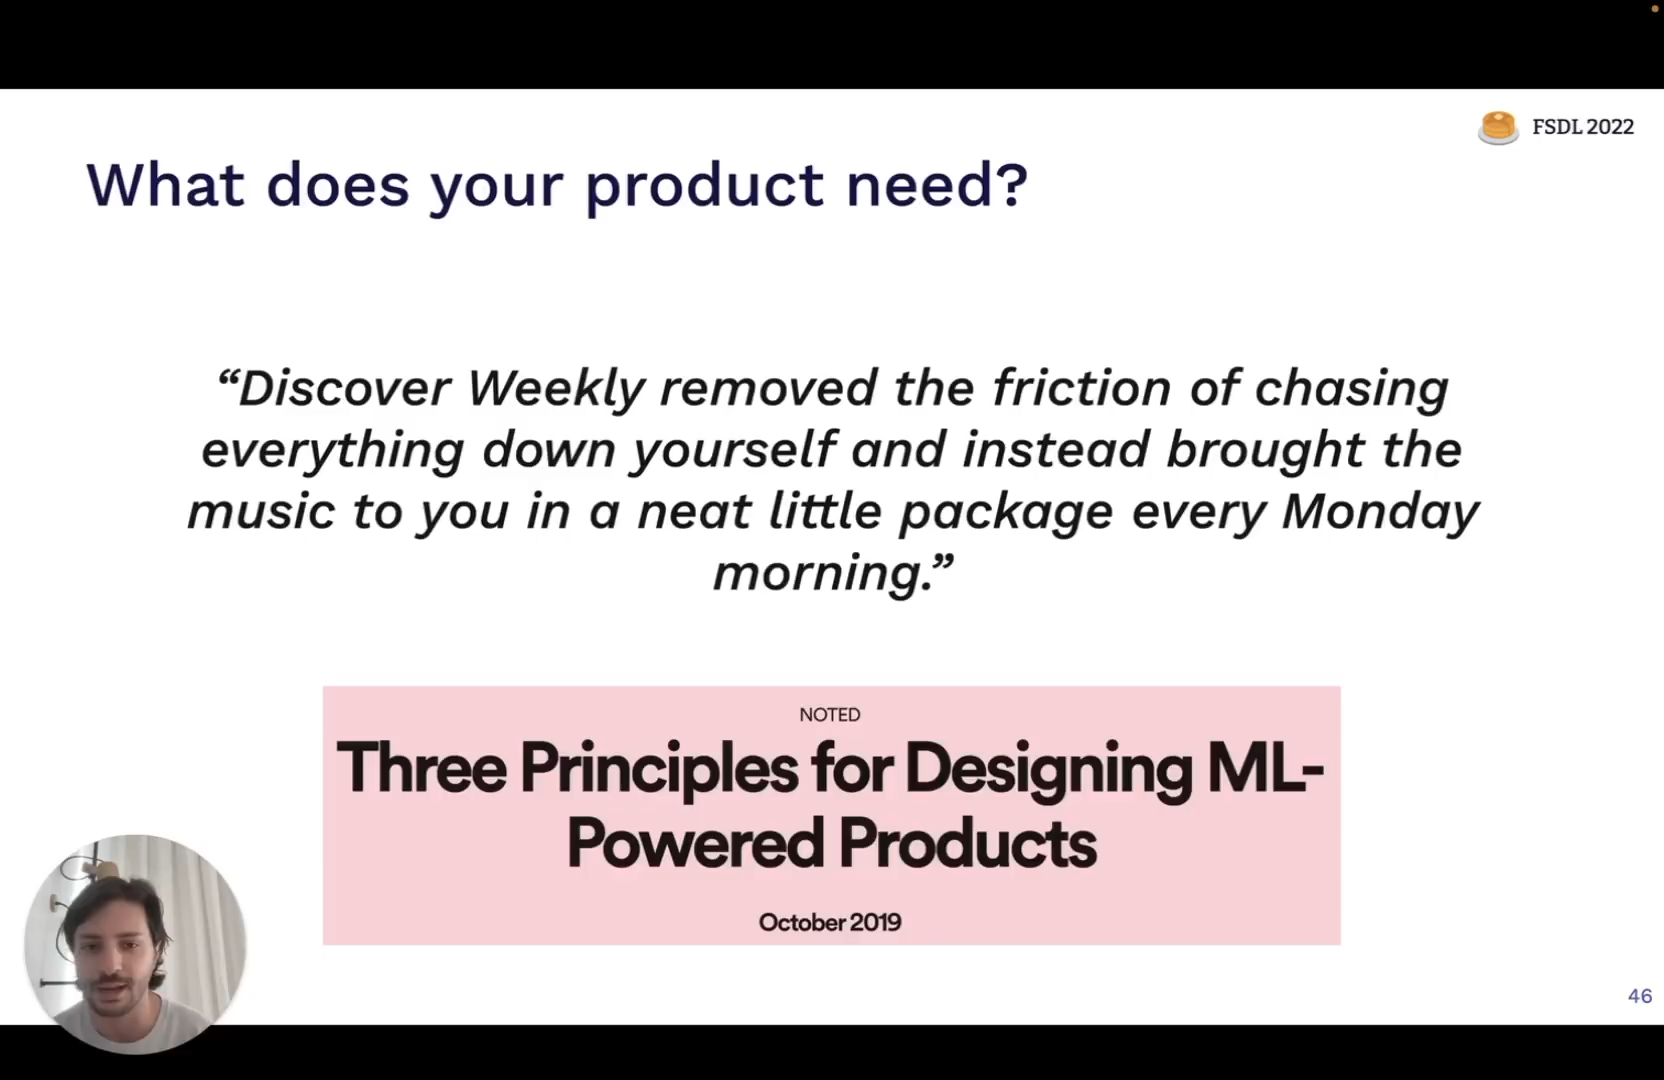 FSDL 2022
What does your product need?
“Discover Weekly removed the friction of chasing
everything down yourself and instead brought the
music to you in a neat little package every Monday
morning.”
NOTED
Three Principles for Designing ML-
Powered Products
October 2019
46